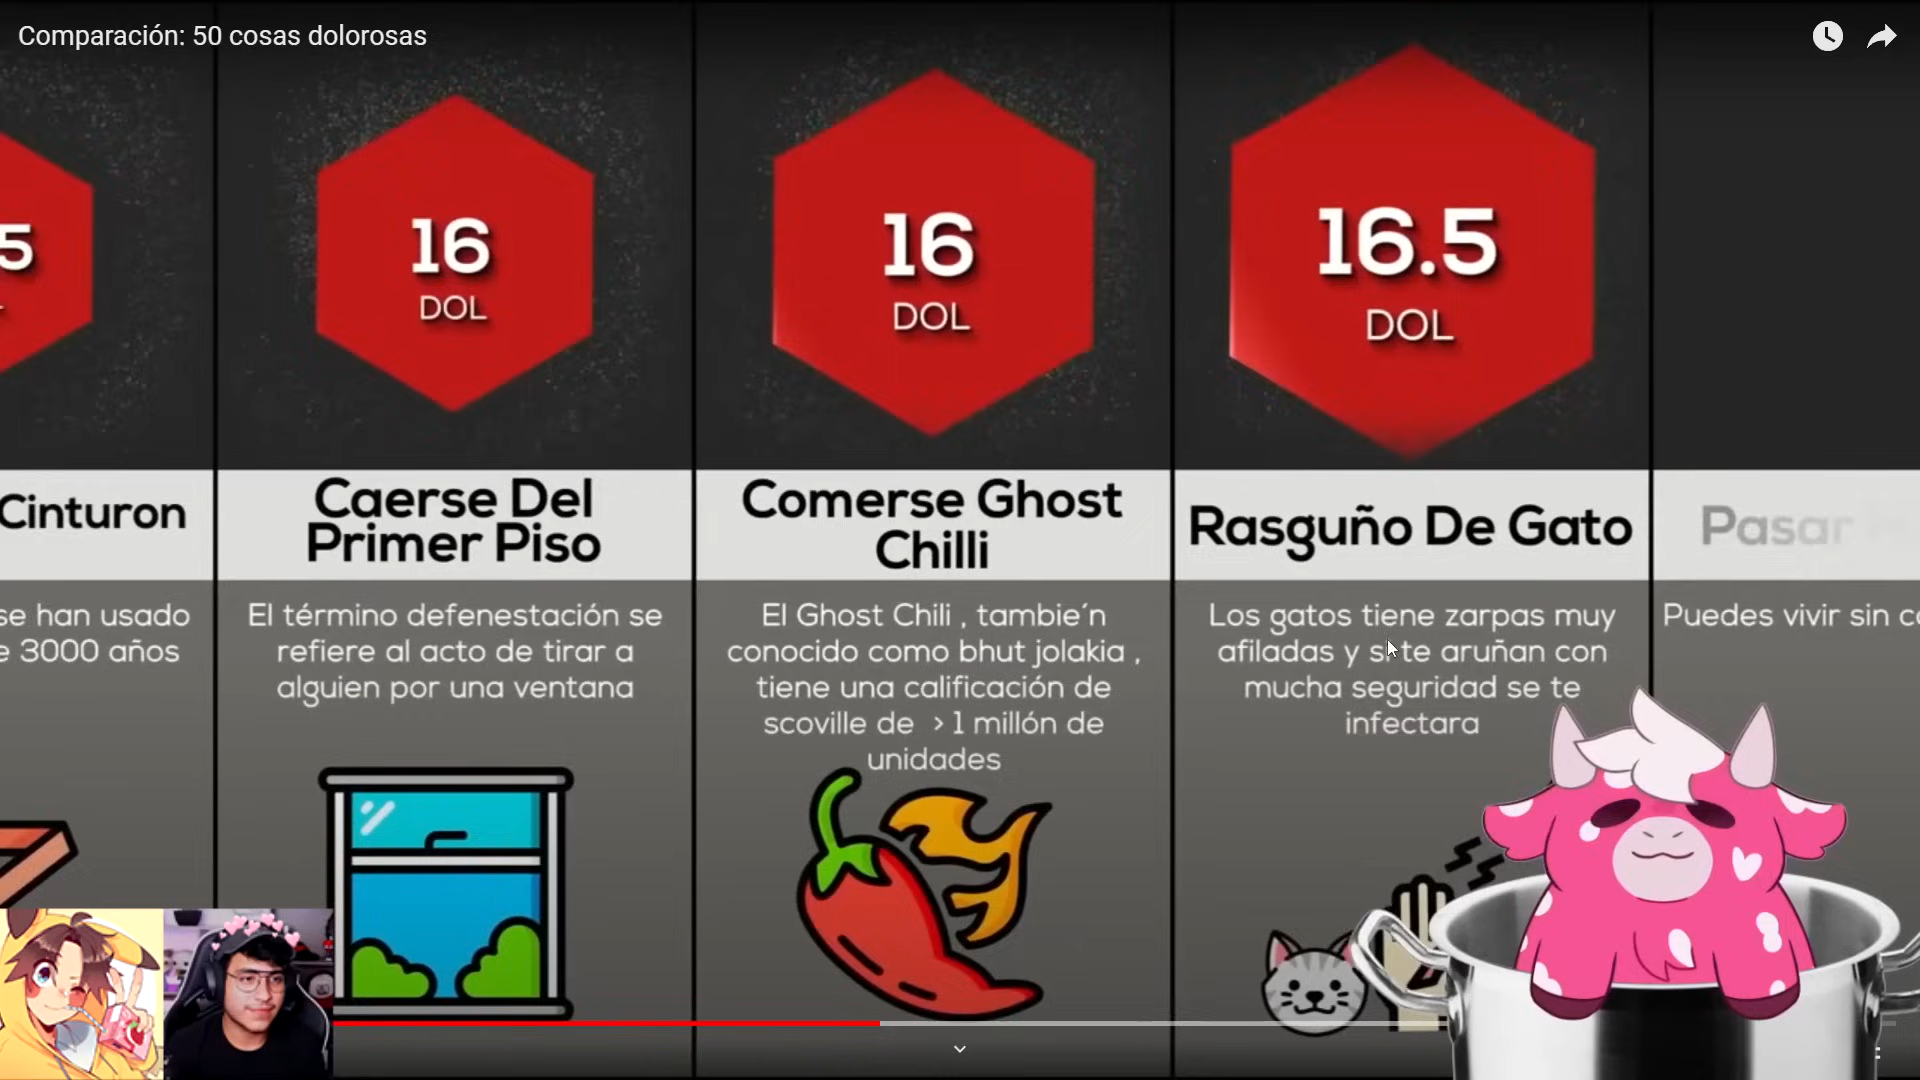 Comparación: 50 cosas dolorosas
5
16
DOL
16
DOL
16.5
DOL
Cinturon
Caerse Del
Primer Piso
Comerse Ghost
Chilli
Rasguño De Gato
Pasar
se han usado
e 3000 años
El término defenestación se
refiere al acto de tirar a
alguien por una ventana
El Ghost Chili , tambie´n
conocido como bhut jolakia ,
tiene una calificación de
scoville de > 1 millón de
unidades
Los gatos tiene zarpas muy
afiladas y si te aruñan con
mucha seguridad se te
infectara
Puedes vivir sin